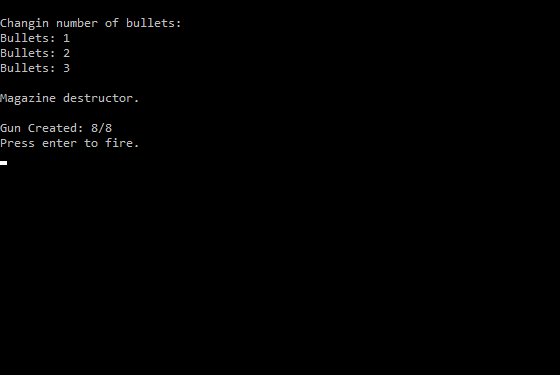 Changin number of bullets:
Bullets: 1
Bullets: 2
Bullets: 3
Magazine destructor.
Gun Created: 8/8
Press enter to fire.